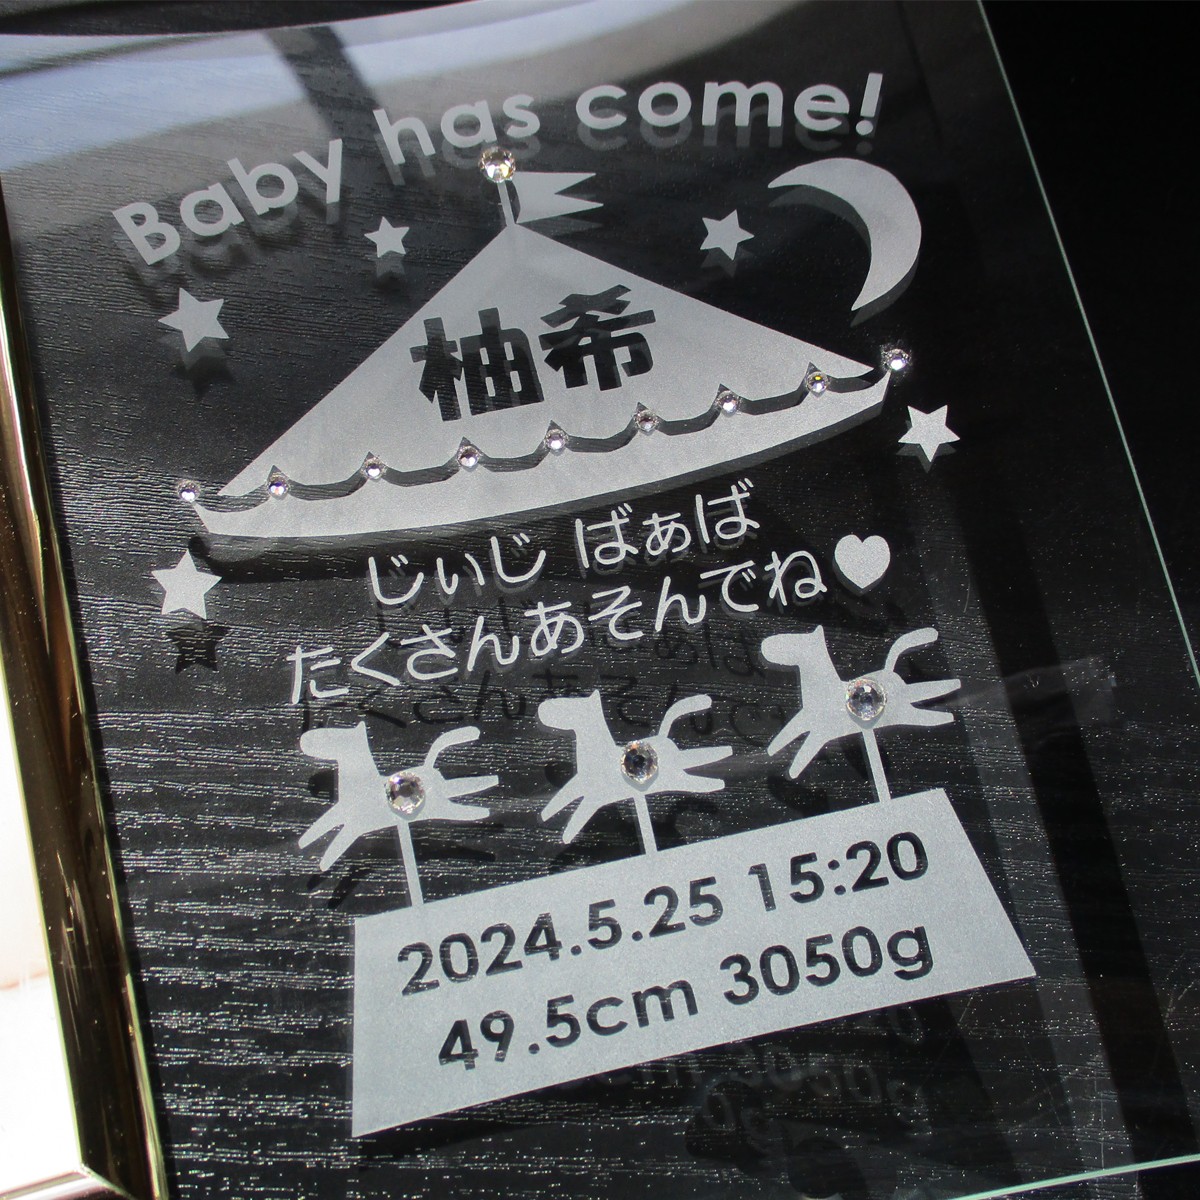 Baby has come!
柚希
じぃじ ばぁば
たくさんあそんでね♥
2024.5.25 15:20
49.5cm 3050g